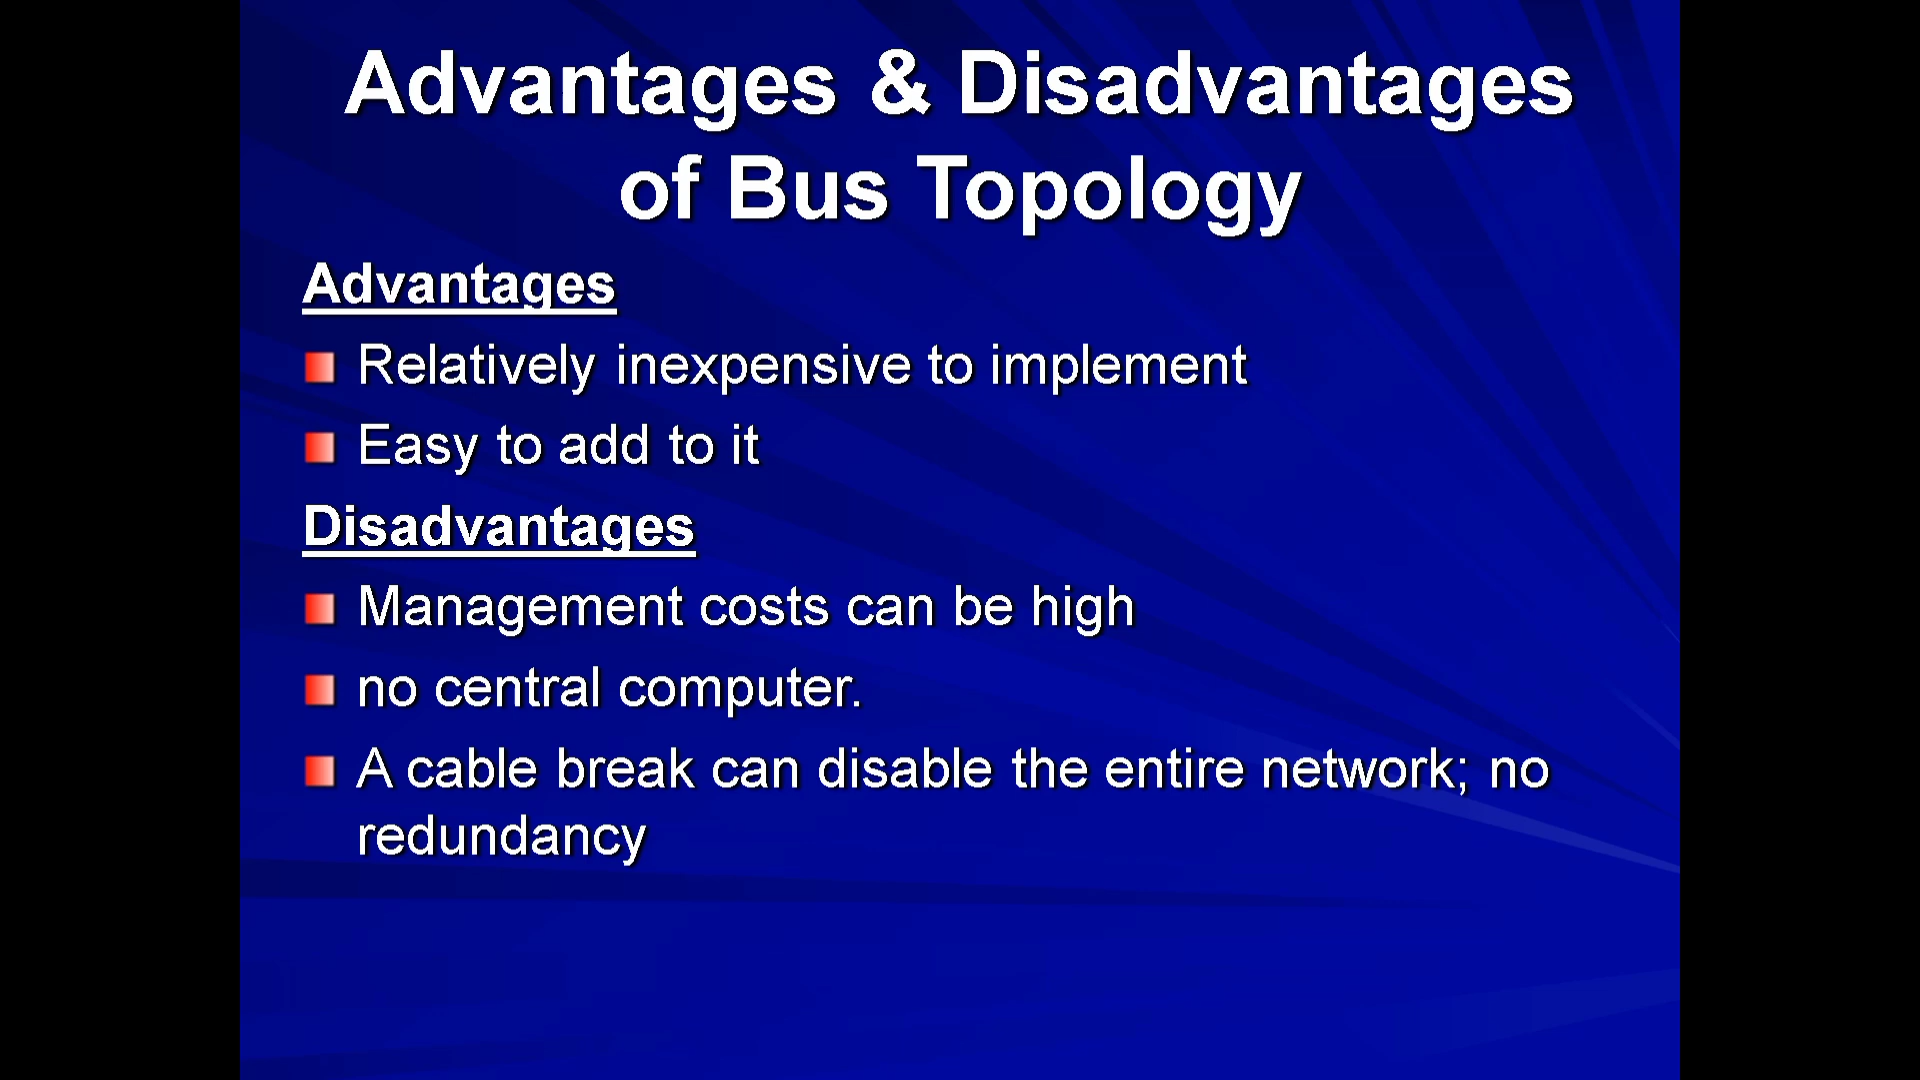 Advantages & Disadvantages
of Bus Topology
Advantages
Relatively inexpensive to implement
Easy to add to it
Disadvantages
Management costs can be high
no central computer.
A cable break can disable the entire network; no
redundancy